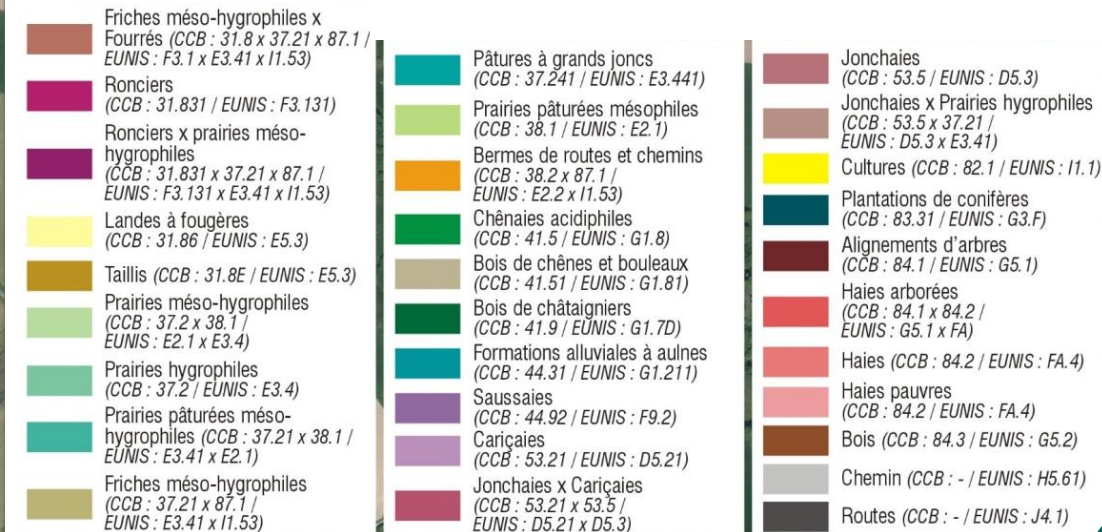 Friches méso-hygrophiles x
Fourrés (CCB : 31.8 x 37.21 x 87.1 /
EUNIS : F3.1 x E3.41 x I1.53)
Ronciers
(CCB : 31.831 / EUNIS : F3.131)
Ronciers x prairies méso-
hygrophiles
(CCB : 31.831 x 37.21 x 87.1 /
EUNIS : F3.131 x E3.41 x I1.53)
Landes à fougères
(CCB : 31.86 / EUNIS : E5.3)
Taillis (CCB : 31.8E / EUNIS : E5.3)
Prairies méso-hygrophiles
(CCB : 37.2 x 38.1 /
EUNIS : E2.1 x E3.4)
Prairies hygrophiles
(CCB : 37.2 / EUNIS : E3.4)
Prairies pâturées méso-
hygrophiles (CCB : 37.21 x 38.1 /
EUNIS : E3.41 x E2.1)
Friches méso-hygrophiles
(CCB : 37.21 x 87.1 /
EUNIS : E3.41 x I1.53)
Pâtures à grands joncs
(CCB : 37.241 / EUNIS : E3.441)
Prairies pâturées mésophiles
(CCB : 38.1 / EUNIS : E2.1)
Bermes de routes et chemins
(CCB : 38.2 x 87.1 /
EUNIS : E2.2 x I1.53)
Chênaies acidiphiles
(CCB : 41.5 / EUNIS : G1.8)
Bois de chênes et bouleaux
(CCB : 41.51 / EUNIS : G1.81)
Bois de châtaigniers
(CCB : 41.9 / EUNIS : G1.7D)
Formations alluviales à aulnes
(CCB : 44.31 / EUNIS : G1.211)
Saussaies
(CCB : 44.92 / EUNIS : F9.2)
Cariçaies
(CCB : 53.21 / EUNIS : D5.21)
Jonchaies x Cariçaies
(CCB : 53.21 x 53.5 /
EUNIS : D5.21 x D5.3)
Jonchaies
(CCB : 53.5 / EUNIS : D5.3)
Jonchaies x Prairies hygrophiles
(CCB : 53.5 x 37.21 /
EUNIS : D5.3 x E3.41)
Cultures (CCB : 82.1 / EUNIS : I1.1)
Plantations de conifères
(CCB : 83.31 / EUNIS : G3.F)
Alignements d'arbres
(CCB : 84.1 / EUNIS : G5.1)
Haies arborées
(CCB : 84.1 x 84.2 /
EUNIS : G5.1 x FA)
Haies (CCB : 84.2 / EUNIS : FA.4)
Haies pauvres
(CCB : 84.2 / EUNIS : FA.4)
Bois (CCB : 84.3 / EUNIS : G5.2)
Chemin (CCB : - / EUNIS : H5.61)
Routes (CCB : - / EUNIS : J4.1)